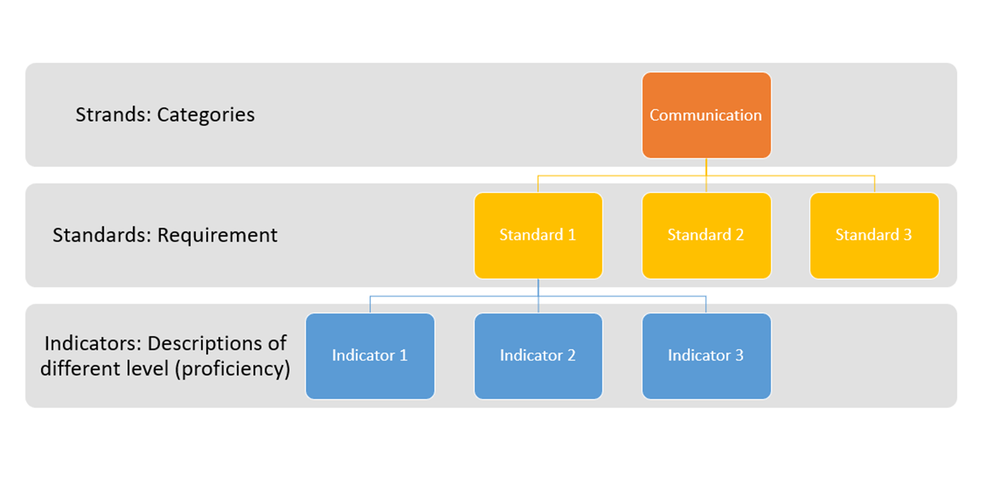 Strands: Categories
Communication
Standards: Requirement
Standard 1
Standard 2
Standard 3
Indicators: Descriptions of
different level (proficiency)
Indicator 1
Indicator 2
Indicator 3